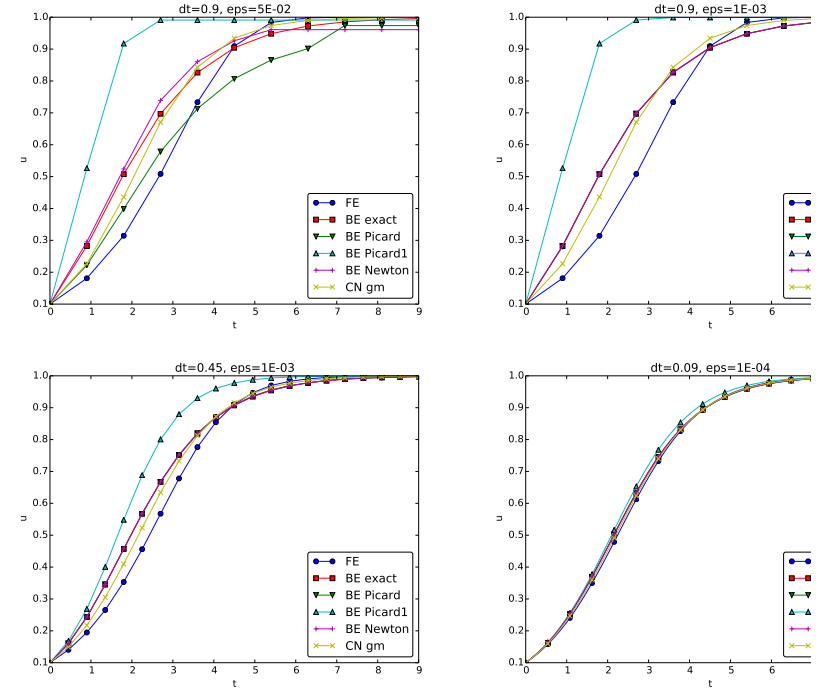 dt=0.9, eps=5E-02
1.0
0.9
0.8
0.7
0.6
0.5
0.4
0.3
0.2
0.1
u
0 1 2 3 4 5 6 7 8 9
t
FE
BE exact
BE Picard
BE Picard1
BE Newton
CN gm
dt=0.9, eps=1E-03
1.0
0.9
0.8
0.7
0.6
0.5
0.4
0.3
0.2
0.1
u
0 1 2 3 4 5 6
t
dt=0.45, eps=1E-03
1.0
0.9
0.8
0.7
0.6
0.5
0.4
0.3
0.2
0.1
u
0 1 2 3 4 5 6 7 8 9
t
FE
BE exact
BE Picard
BE Picard1
BE Newton
CN gm
dt=0.09, eps=1E-04
1.0
0.9
0.8
0.7
0.6
0.5
0.4
0.3
0.2
0.1
u
0 1 2 3 4 5 6
t